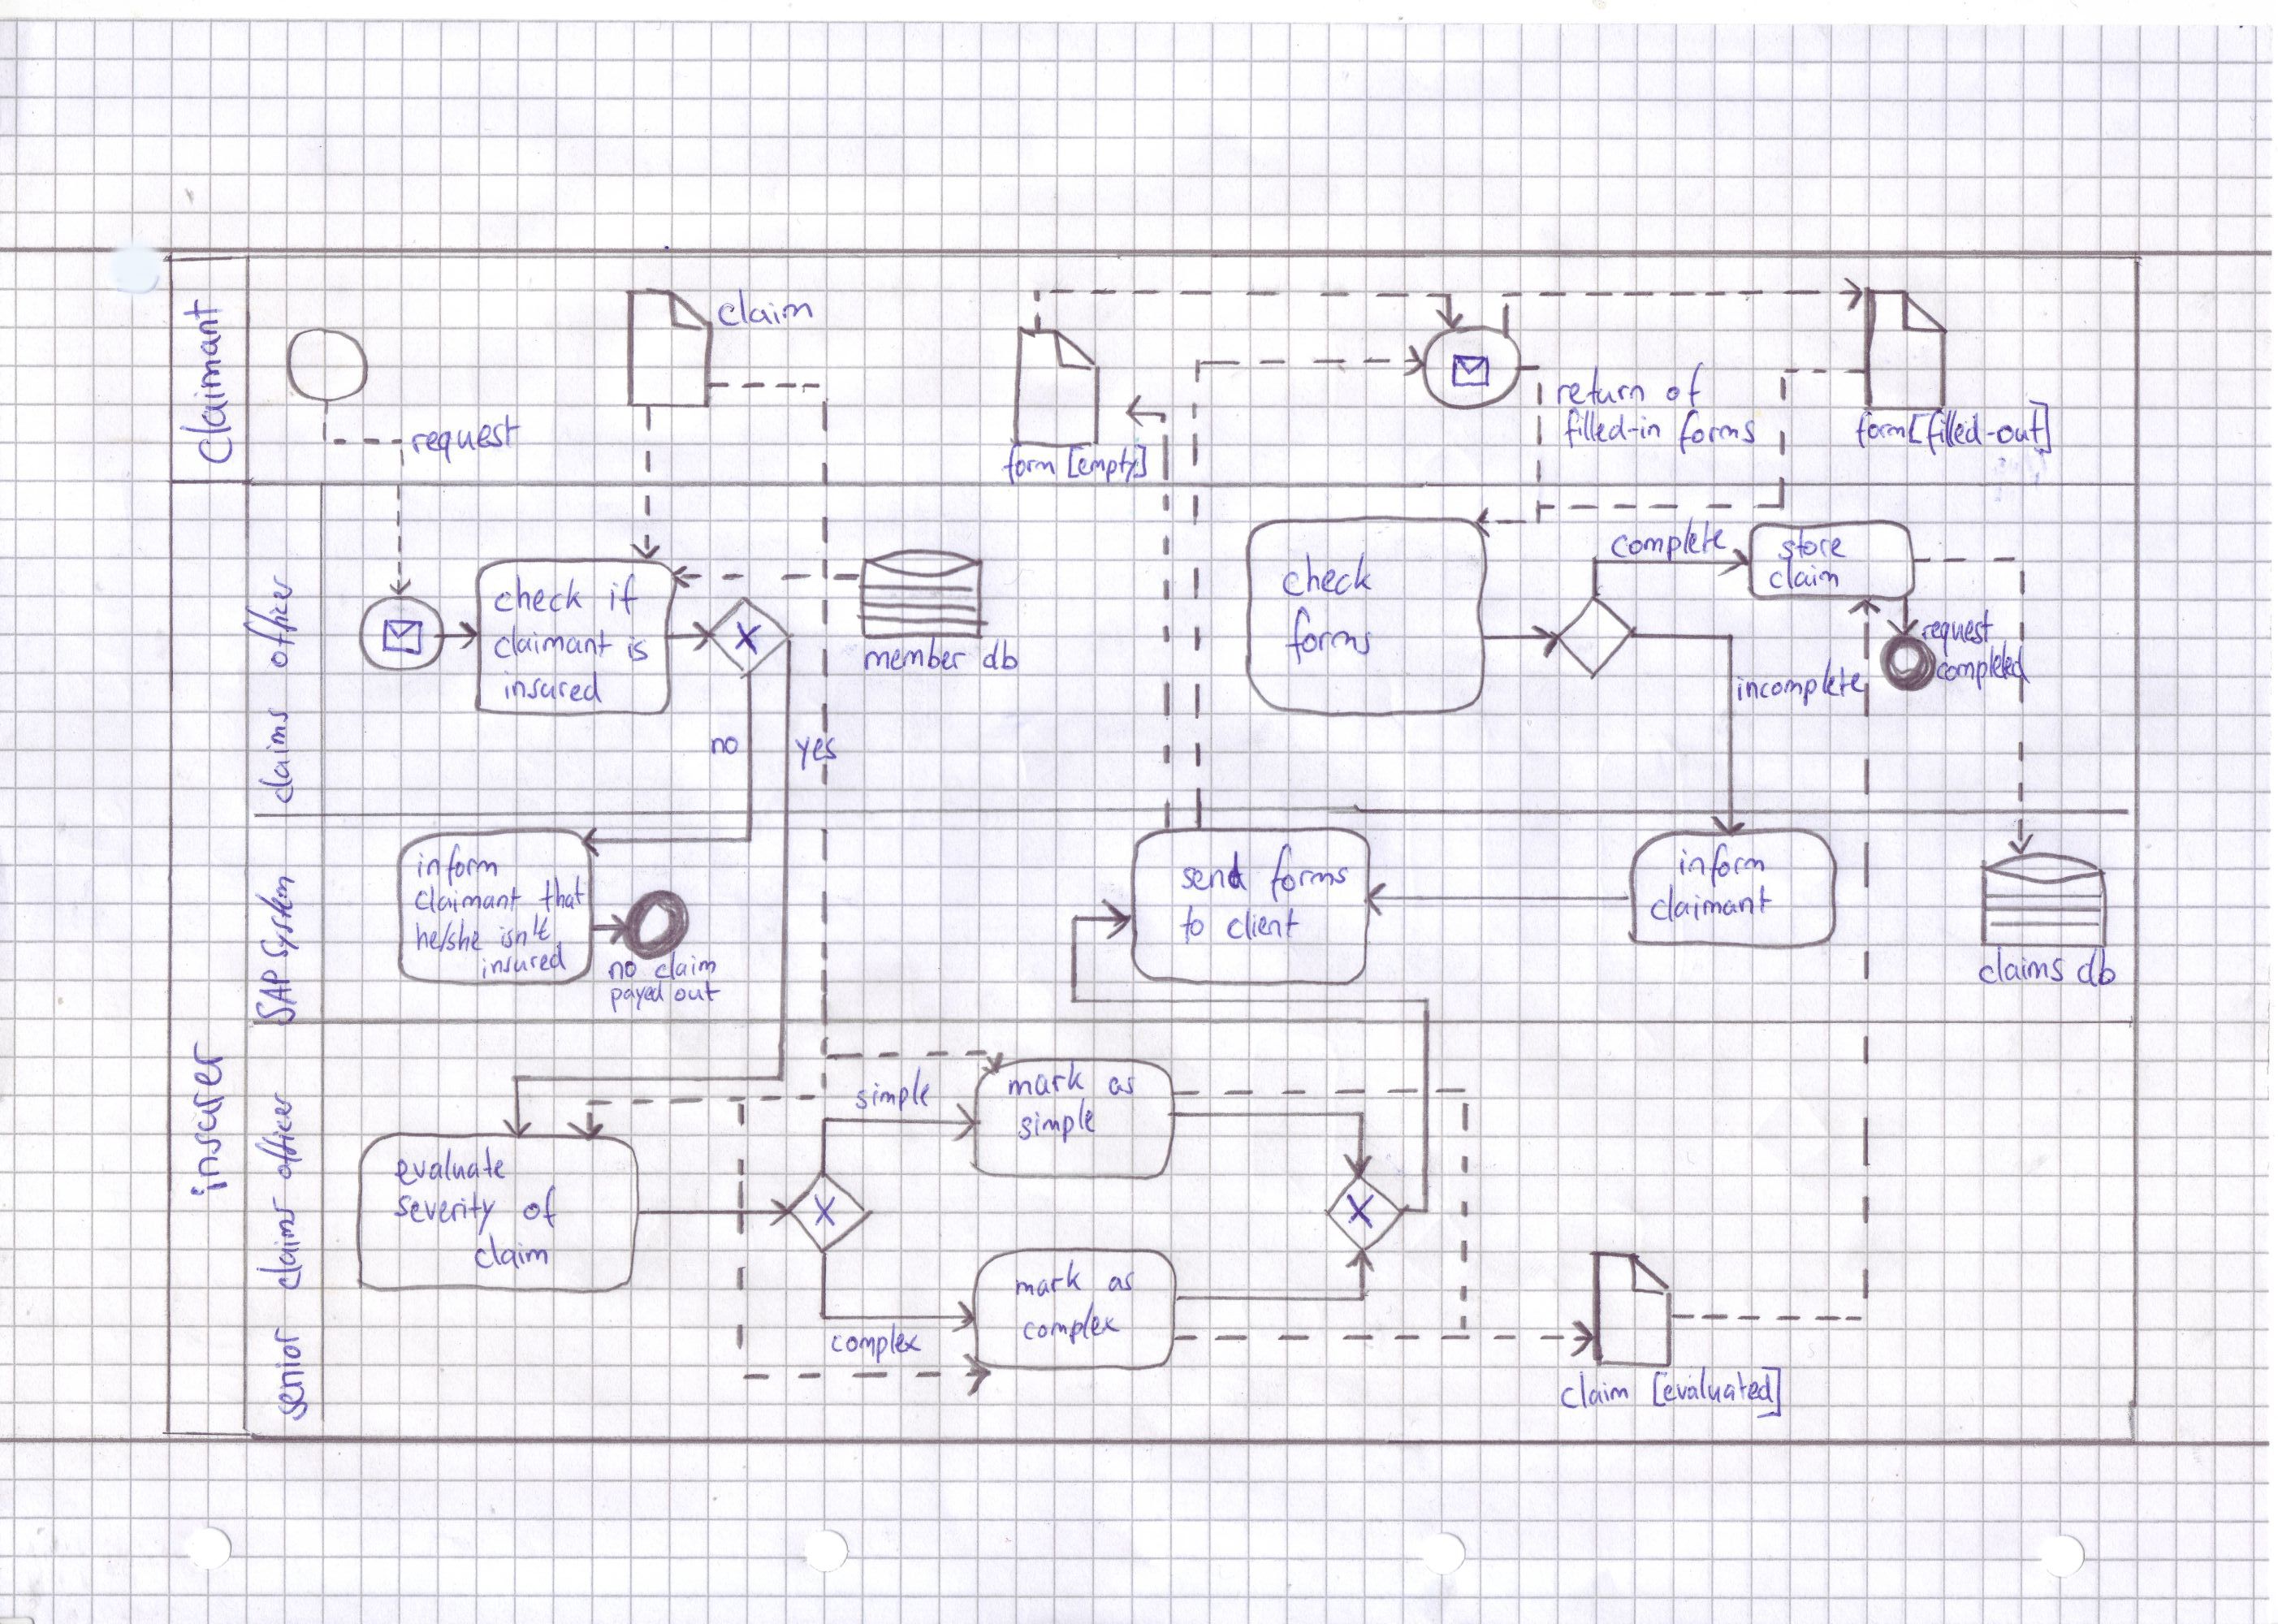 claimant
claim
request
form [empty]
return of
filled-in forms
form [filled-out]
insurer
claims officer
check if
claimant is
insured
X
member db
no
yes
check
forms
complete
incomplete
store
claim
request
completed
SAP System
inform
claimant that
he/she isn't
insured
no claim
payed out
send forms
to client
inform
claimant
claims db
senior claims officer
evaluate
severity of
claim
X
simple
complex
mark as
simple
mark as
complex
X
claim [evaluated]